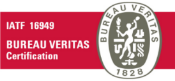 IATF 16949
BUREAU VERITAS
Certification
BUREAU VERITAS
1828